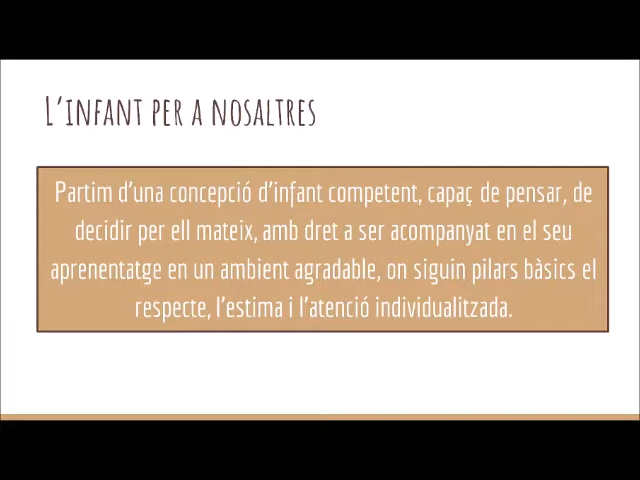 L'infant per a nosaltres
Partim d'una concepció d'infant competent, capaç de pensar, de
decidir per ell mateix, amb dret a ser acompanyat en el seu
aprenentatge en un ambient agradable, on siguin pilars bàsics el
respecte, l'estima i l'atenció individualitzada.